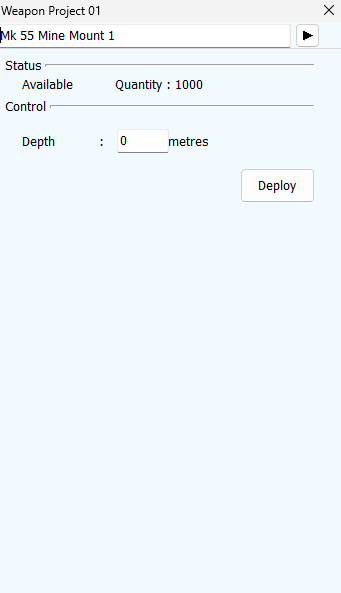 Weapon Project 01
Mk 55 Mine Mount 1
Status
Available Quantity : 1000
Control
Depth : 0 metres
Deploy